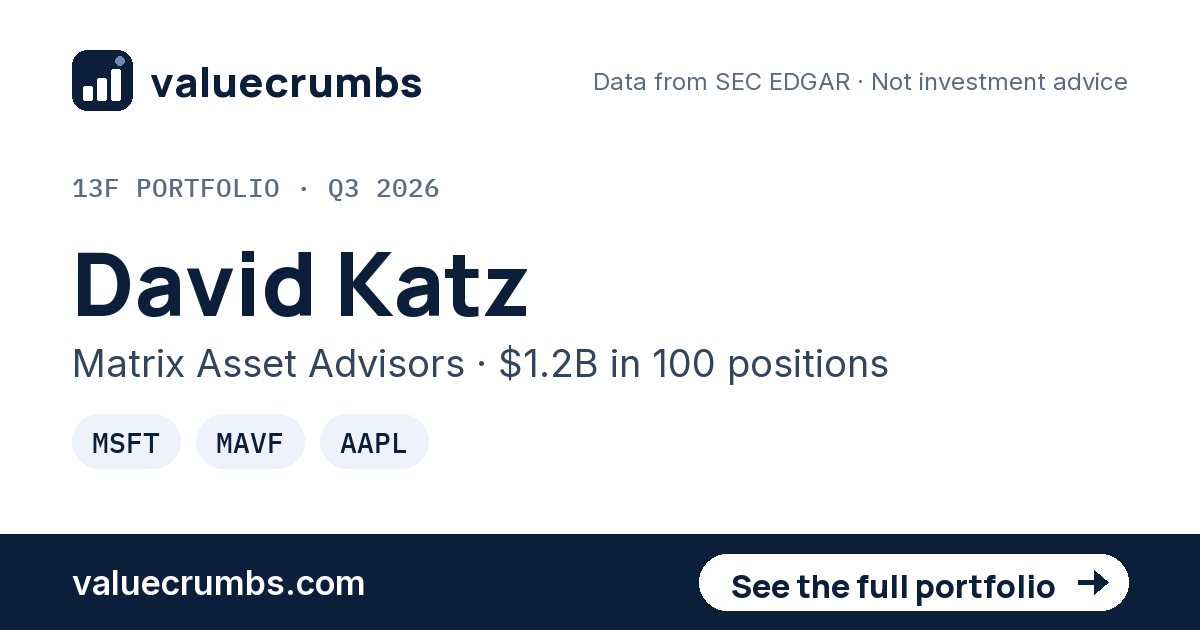 valuecrumbs
Data from SEC EDGAR · Not investment advice
13F PORTFOLIO · Q3 2026
David Katz
Matrix Asset Advisors · $1.2B in 100 positions
MSFT MAVF AAPL
valuecrumbs.com
See the full portfolio →